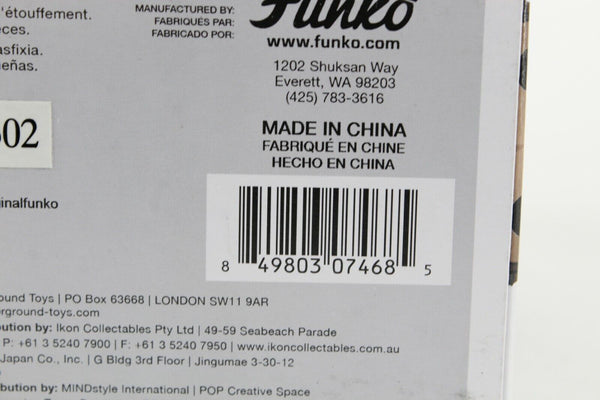 l'étouffement.
asfixia.
MANUFACTURED BY:
FABRIQUÉS PAR:
FABRICADO POR:
Funko
www.funko.com
1202 Shuksan Way
Everett, WA 98203
(425) 783-3616
MADE IN CHINA
FABRIQUÉ EN CHINE
HECHO EN CHINA
02
inalfunko
8 49803 07468 5
ound Toys | PO Box 63668 | LONDON SW11 9AR
erground-toys.com
bution by: Ikon Collectables Pty Ltd | 49-59 Seabeach Parade
P: +61 3 5240 7900 | F: +61 3 5240 7950 | www.ikoncollectables.com.au
Japan Co., Inc. | G Bldg 3rd Floor | Jingumae 3-30-12
bution by: MINDstyle International | POP Creative Space